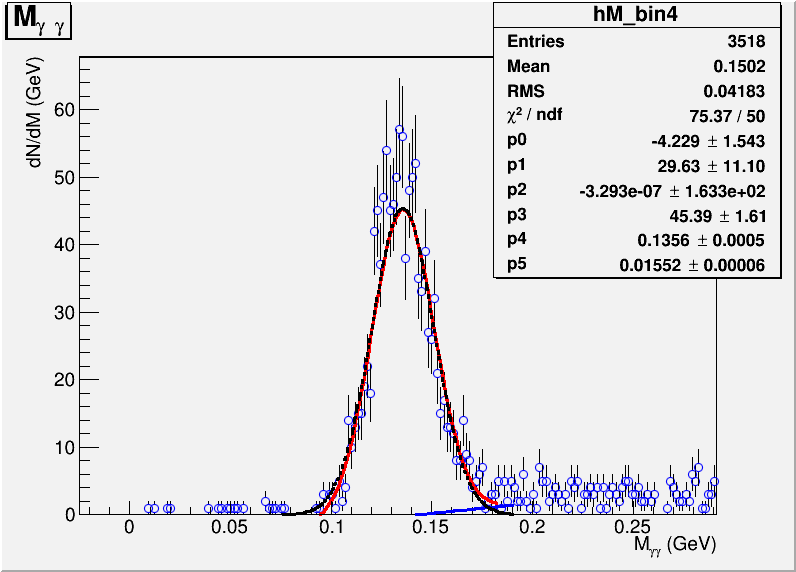 Mγ γ
hM_bin4
Entries 3518
Mean 0.1502
RMS 0.04183
χ² / ndf 75.37 / 50
p0 -4.229 ± 1.543
p1 29.63 ± 11.10
p2 -3.293e-07 ± 1.633e+02
p3 45.39 ± 1.61
p4 0.1356 ± 0.0005
p5 0.01552 ± 0.00006
dN/dM (GeV)
60
50
40
30
20
10
0
0 0.05 0.1 0.15 0.2 0.25
Mγγ (GeV)